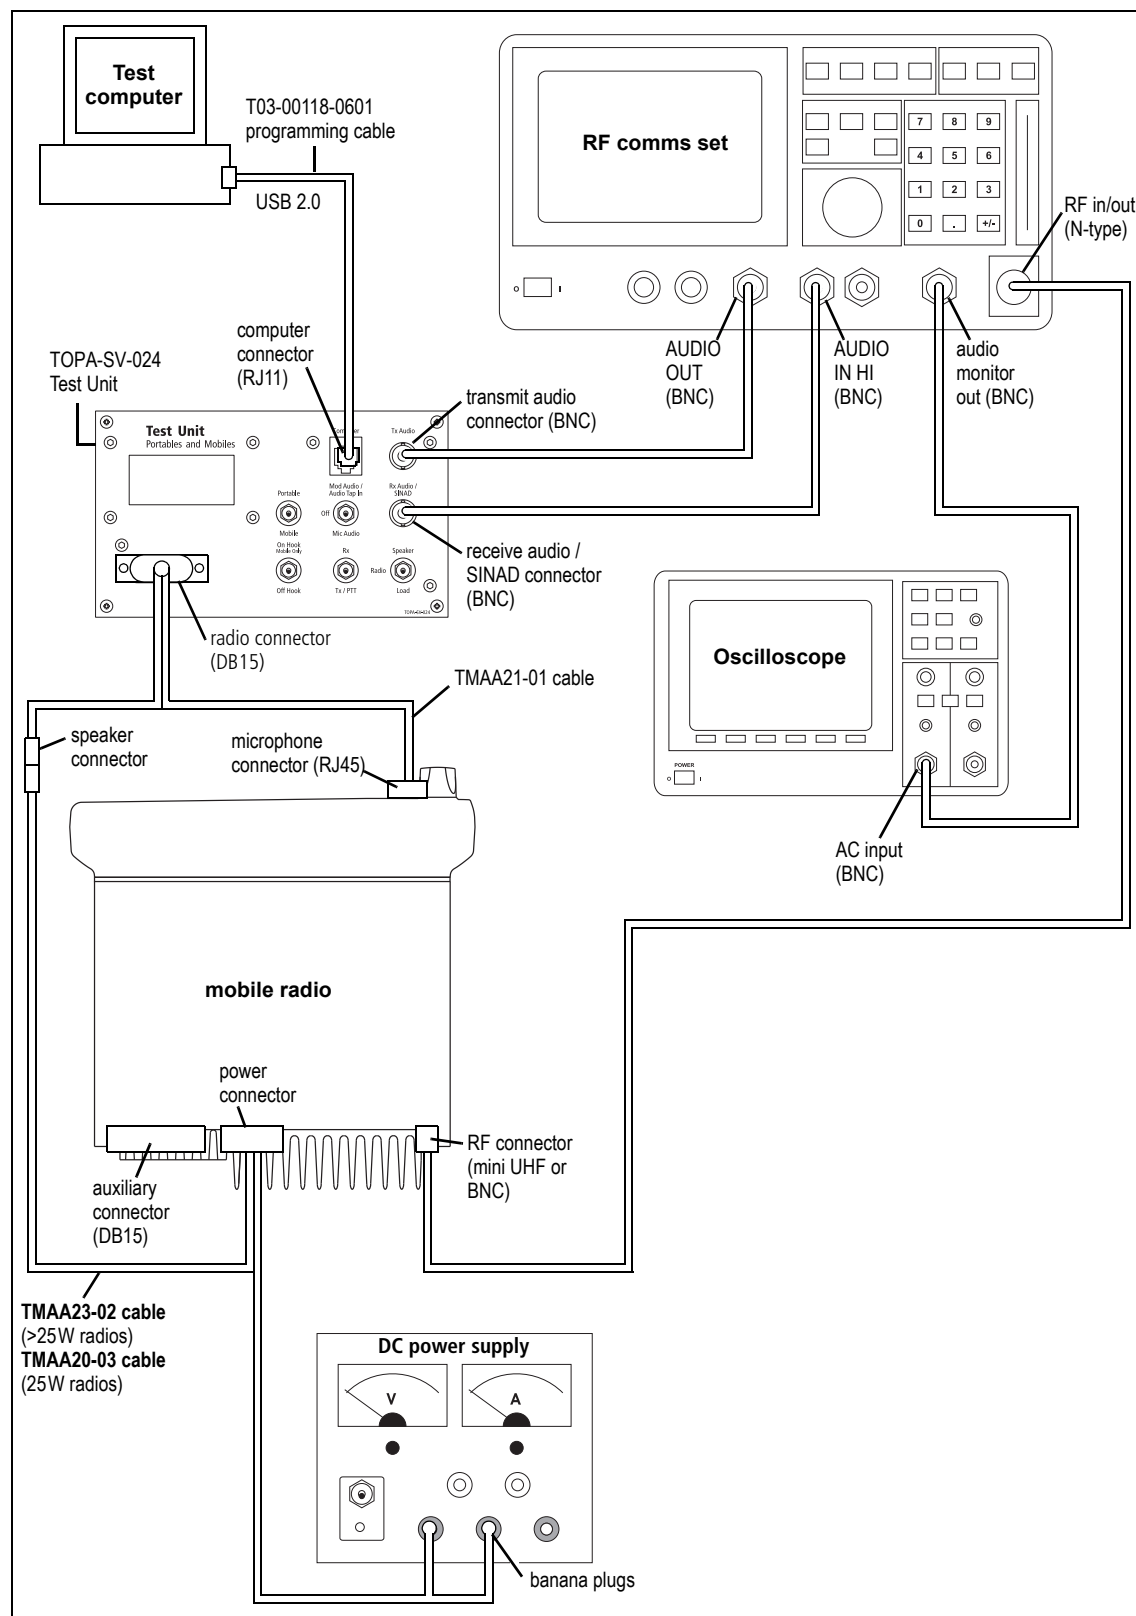 Test
computer
T03-00118-0601
programming cable
USB 2.0
RF comms set
7 8 9
4 5 6
1 2 3
0 . +/-
RF in/out
(N-type)
O I
AUDIO
OUT
(BNC)
AUDIO
IN HI
(BNC)
audio
monitor
out (BNC)
computer
connector
(RJ11)
TOPA-SV-024
Test Unit
transmit audio
connector (BNC)
Test Unit
Portables and Mobiles
Tx Audio
Portable
Mod Audio /
Audio Tap In
Rx Audio /
SINAD
Off
Mobile
Mic Audio
On Hook
Mobile Only
Rx
Speaker
Radio
Off Hook
Tx / PTT
Load
TOPA-SV-024
receive audio /
SINAD connector
(BNC)
radio connector
(DB15)
TMAA21-01 cable
speaker
connector
microphone
connector (RJ45)
Oscilloscope
POWER
O I
AC input
(BNC)
mobile radio
power
connector
RF connector
(mini UHF or
BNC)
auxiliary
connector
(DB15)
TMAA23-02 cable
(>25W radios)
TMAA20-03 cable
(25W radios)
DC power supply
V
A
banana plugs